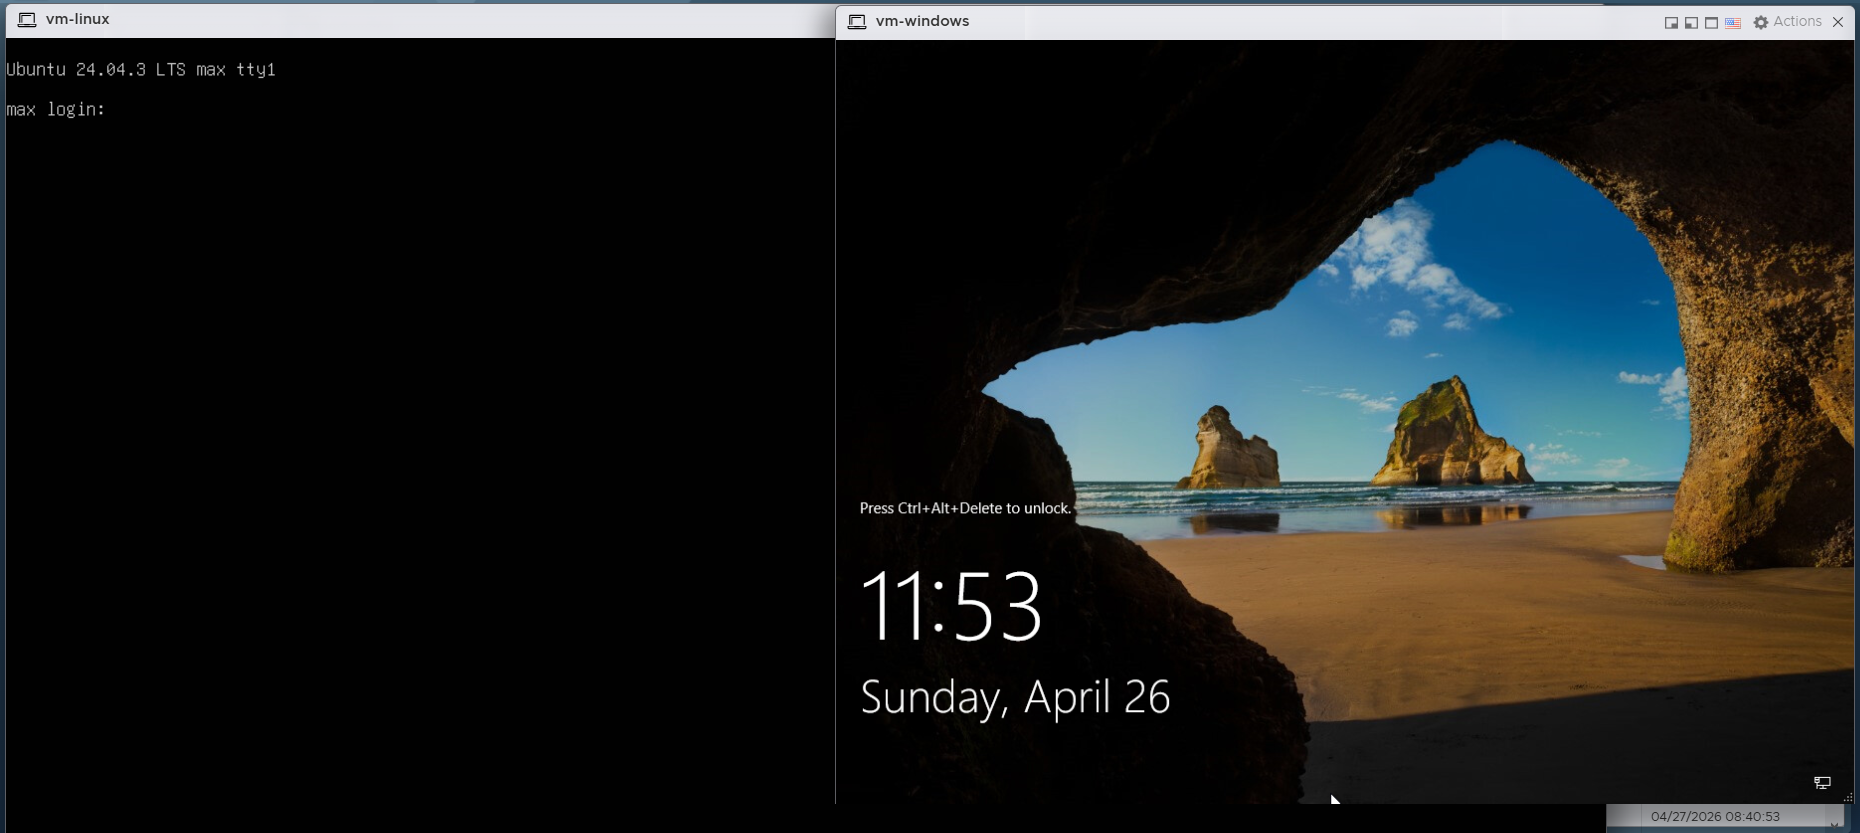 vm-linux
Ubuntu 24.04.3 LTS max tty1
max login:
vm-windows
Actions
Press Ctrl+Alt+Delete to unlock.
11:53
Sunday, April 26
04/27/2026 08:40:53